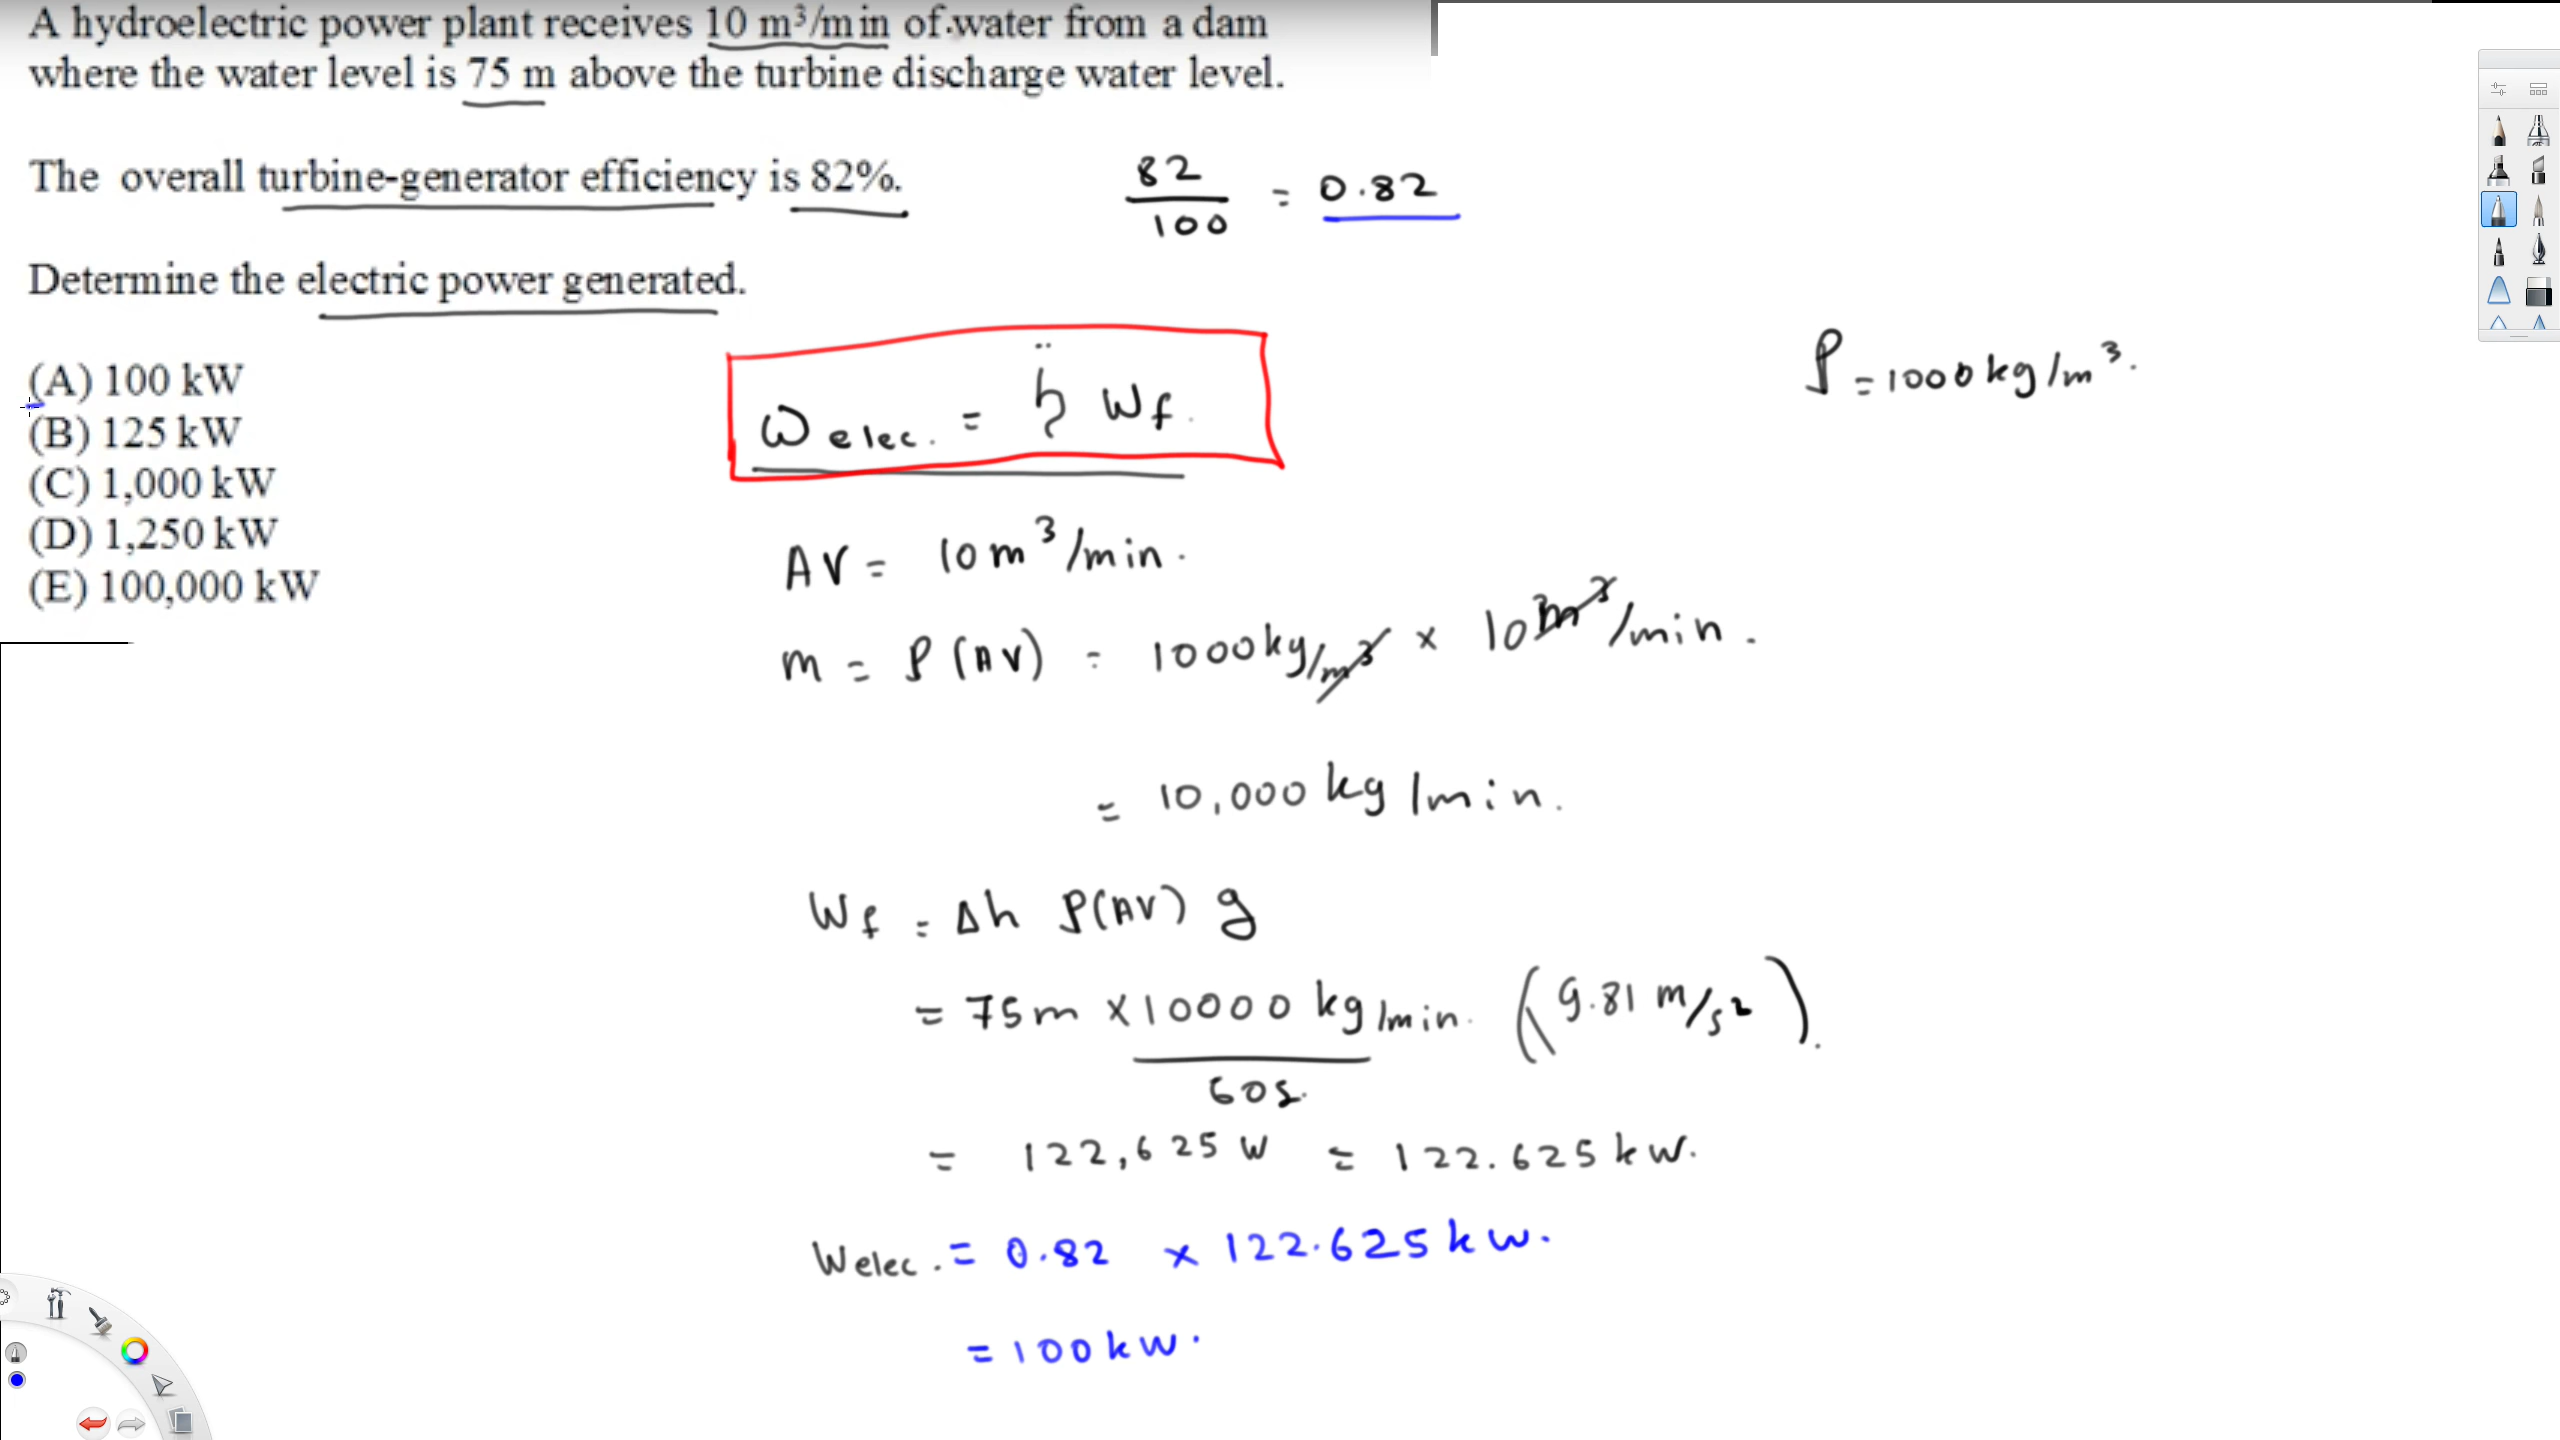 A hydroelectric power plant receives 10 m³/min of water from a dam
where the water level is 75 m above the turbine discharge water level.
The overall turbine-generator efficiency is 82%.
82/100 = 0.82
Determine the electric power generated.
(A) 100 kW
(B) 125 kW
(C) 1,000 kW
(D) 1,250 kW
(E) 100,000 kW
ρ = 1000 kg/m³.
W elec. = η Wf.
AV = 10 m³/min.
m = ρ(AV) = 1000 kg/m³ × 10 m³/min.
= 10,000 kg/min.
Wf = Δh ρ(AV) g
= 75m × 10000 kg/min. (9.81 m/s²).
60s.
= 122,625 W = 122.625 kW.
Welec. = 0.82 × 122.625 kW.
= 100 kW.